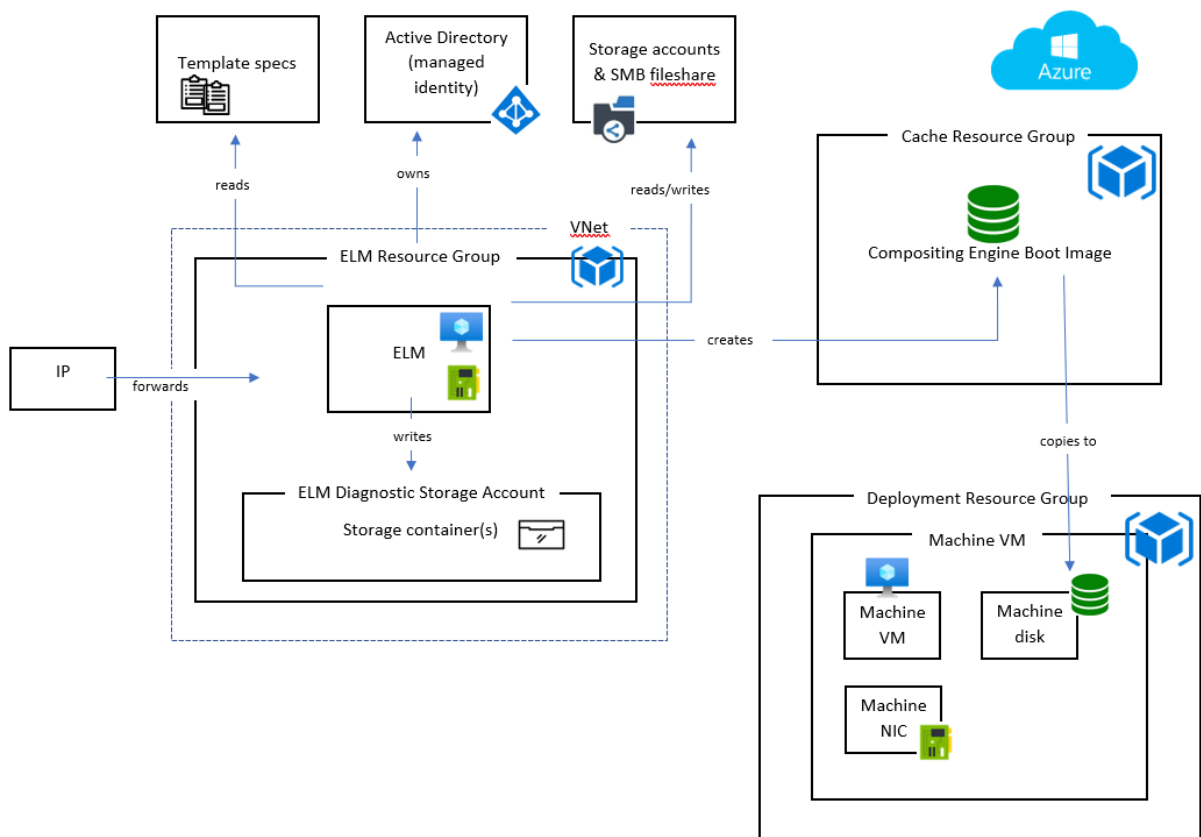 Template specs
Active Directory
(managed
identity)
Storage accounts
& SMB fileshare
Azure
reads
owns
reads/writes
Cache Resource Group
Compositing Engine Boot Image
VNet
ELM Resource Group
IP
forwards
ELM
creates
writes
copies to
ELM Diagnostic Storage Account
Storage container(s)
Deployment Resource Group
Machine VM
Machine
VM
Machine
disk
Machine
NIC